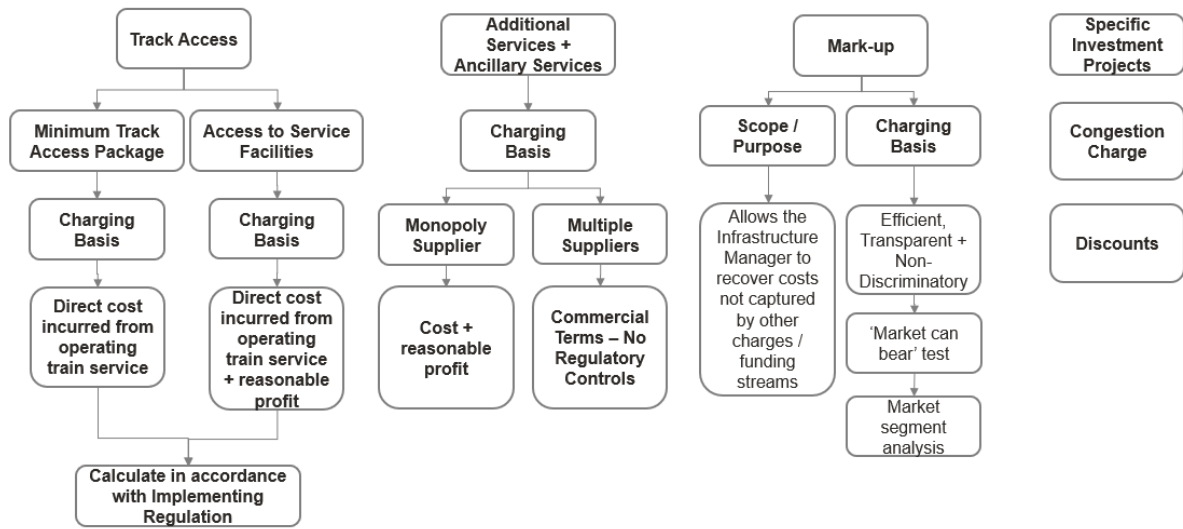 Track Access
Minimum Track
Access Package
Charging
Basis
Direct cost
incurred from
operating
train service
Access to Service
Facilities
Charging
Basis
Direct cost
incurred from
operating
train service
+ reasonable
profit
Calculate in accordance
with Implementing
Regulation
Additional
Services +
Ancillary Services
Charging
Basis
Monopoly
Supplier
Cost +
reasonable
profit
Multiple
Suppliers
Commercial
Terms – No
Regulatory
Controls
Mark-up
Scope /
Purpose
Allows the
Infrastructure
Manager to
recover costs
not captured
by other
charges /
funding
streams
Charging
Basis
Efficient,
Transparent +
Non-
Discriminatory
‘Market can
bear’ test
Market
segment
analysis
Specific
Investment
Projects
Congestion
Charge
Discounts